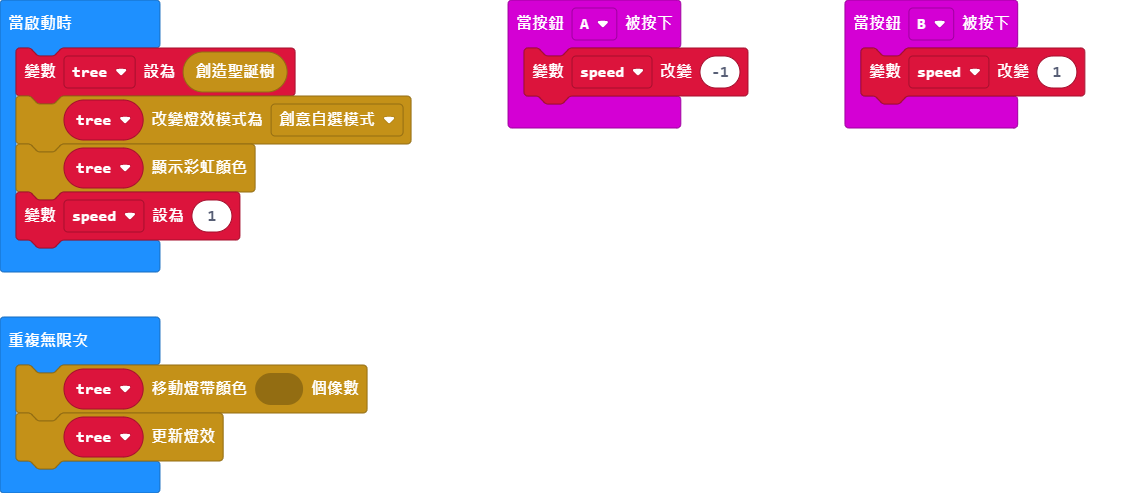 當啟動時
變數 tree 設為 創造聖誕樹
tree 改變燈效模式為 創意自選模式
tree 顯示彩虹顏色
變數 speed 設為 1
當按鈕 A 被按下
變數 speed 改變 -1
當按鈕 B 被按下
變數 speed 改變 1
重複無限次
tree 移動燈帶顏色 個像數
tree 更新燈效